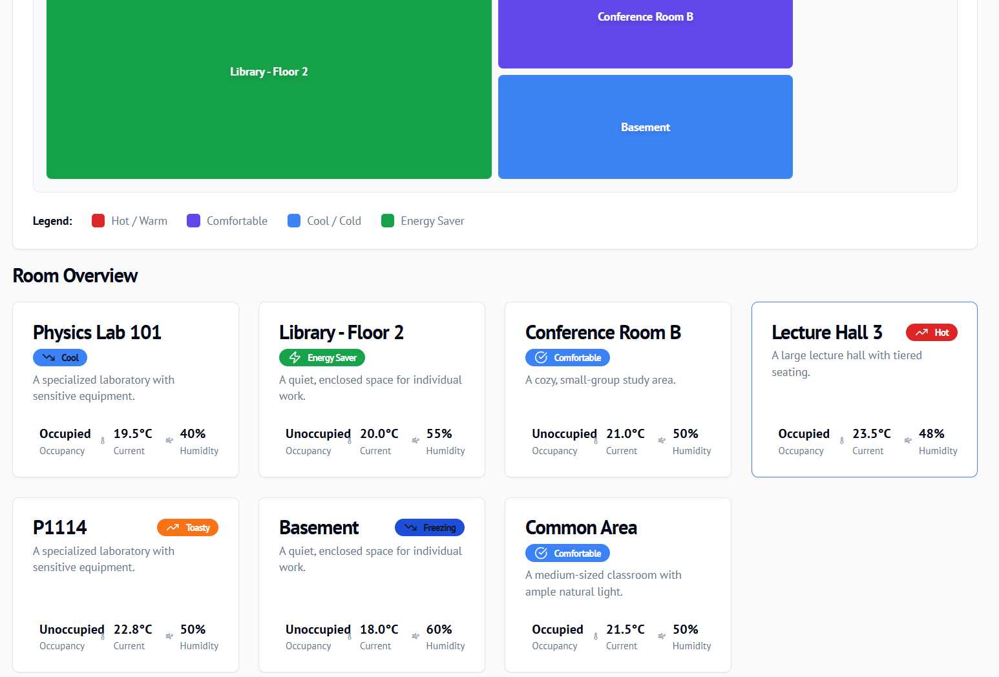 Conference Room B
Library - Floor 2
Basement
Legend: Hot / Warm Comfortable Cool / Cold Energy Saver
Room Overview
Physics Lab 101
Cool
A specialized laboratory with
sensitive equipment.
Occupied 19.5°C 40%
Occupancy Current Humidity
Library - Floor 2
Energy Saver
A quiet, enclosed space for individual
work.
Unoccupied 20.0°C 55%
Occupancy Current Humidity
Conference Room B
Comfortable
A cozy, small-group study area.
Unoccupied 21.0°C 50%
Occupancy Current Humidity
Lecture Hall 3 Hot
A large lecture hall with tiered
seating.
Occupied 23.5°C 48%
Occupancy Current Humidity
P1114 Toasty
A specialized laboratory with
sensitive equipment.
Unoccupied 22.8°C 50%
Occupancy Current Humidity
Basement Freezing
A quiet, enclosed space for individual
work.
Unoccupied 18.0°C 60%
Occupancy Current Humidity
Common Area
Comfortable
A medium-sized classroom with
ample natural light.
Occupied 21.5°C 50%
Occupancy Current Humidity